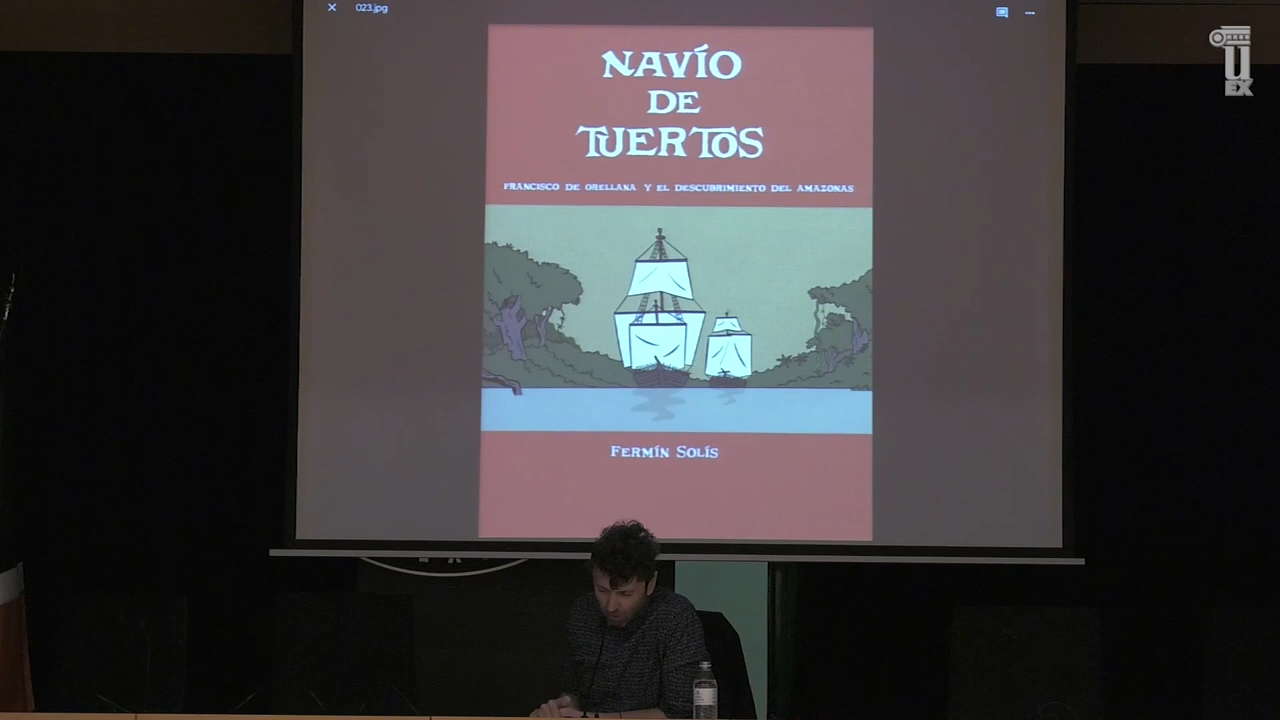 023.jpg
NAVÍO
DE
TUERTOS
FRANCISCO DE ORELLANA Y EL DESCUBRIMIENTO DEL AMAZONAS
FERMÍN SOLÍS
UEX